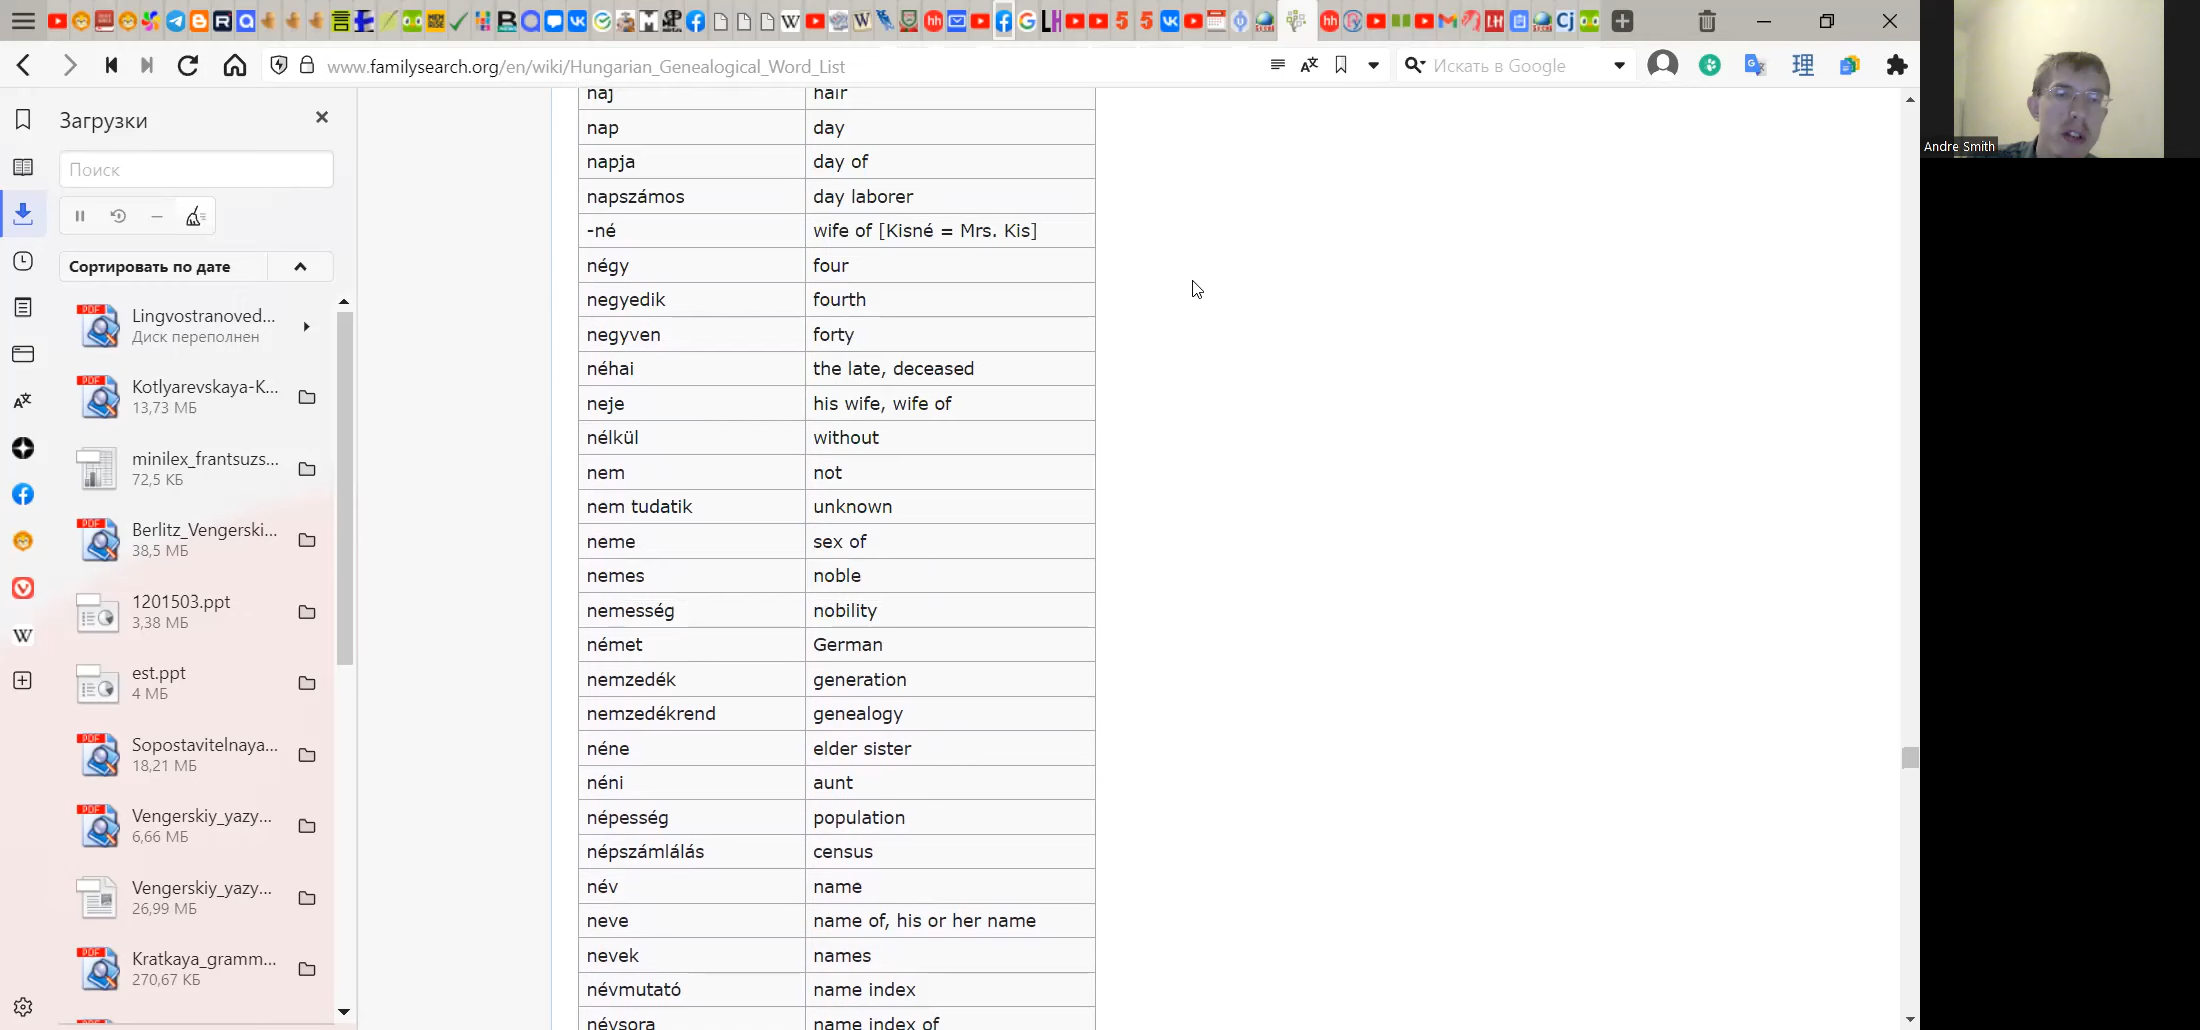 www.familysearch.org/en/wiki/Hungarian_Genealogical_Word_List
Искать в Google
Andre Smith
Загрузки
Поиск
Сортировать по дате
Lingvostranoved...
Диск переполнен
Kotlyarevskaya-K...
13,73 МБ
minilex_frantsuzs...
72,5 КБ
Berlitz_Vengerski...
38,5 МБ
1201503.ppt
3,38 МБ
est.ppt
4 МБ
Sopostavitelnaya...
18,21 МБ
Vengerskiy_yazy...
6,66 МБ
Vengerskiy_yazy...
26,99 МБ
Kratkaya_gramm...
270,67 КБ
naj hair
nap day
napja day of
napszámos day laborer
-né wife of [Kisné = Mrs. Kis]
négy four
negyedik fourth
negyven forty
néhai the late, deceased
neje his wife, wife of
nélkül without
nem not
nem tudatik unknown
neme sex of
nemes noble
nemesség nobility
német German
nemzedék generation
nemzedékrend genealogy
néne elder sister
néni aunt
népesség population
népszámlálás census
név name
neve name of, his or her name
nevek names
névmutató name index
névsora name index of